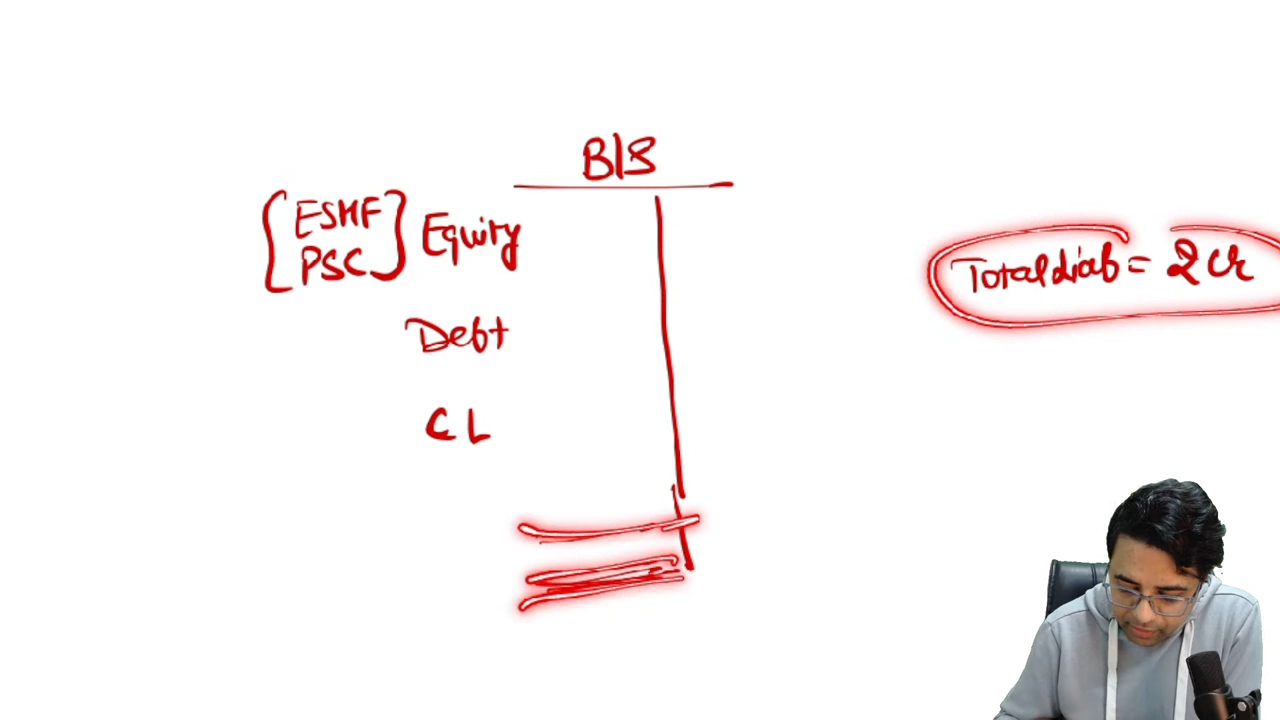 B/S
ESHF
PSC
Equity
Debt
CL
Total Liab = 2 Cr